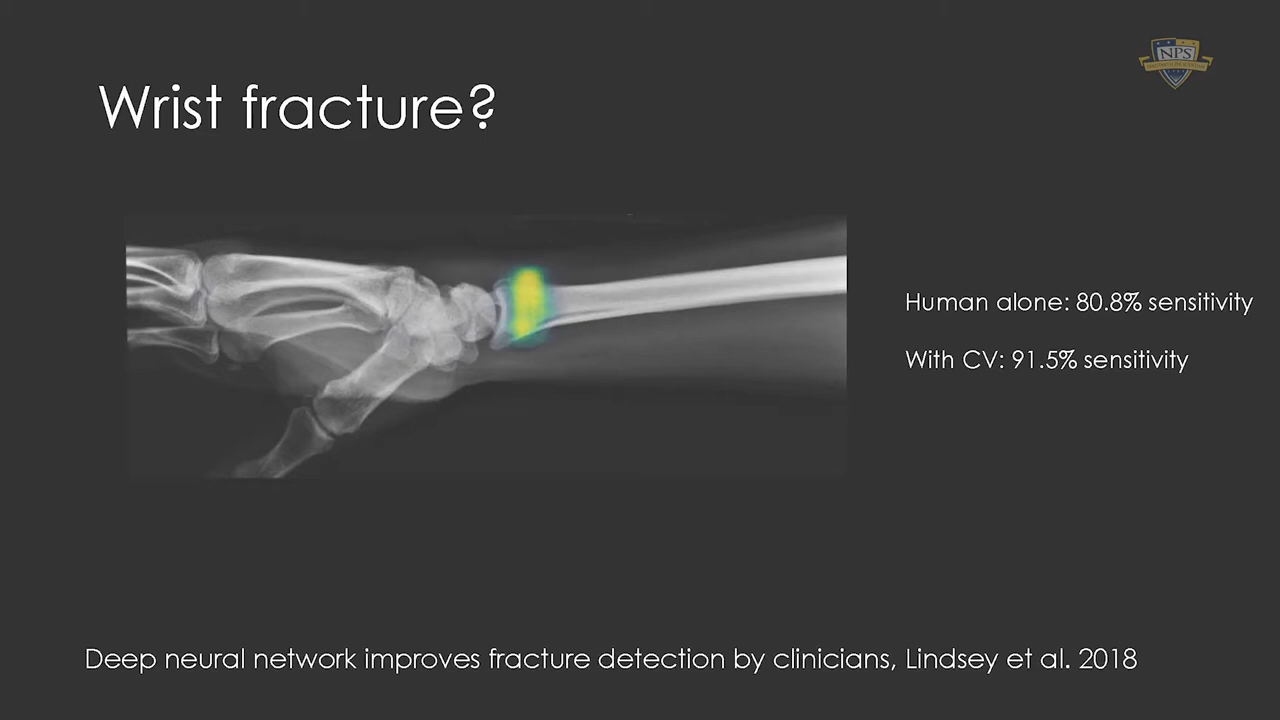 NPS
Wrist fracture?
Human alone: 80.8% sensitivity
With CV: 91.5% sensitivity
Deep neural network improves fracture detection by clinicians, Lindsey et al. 2018